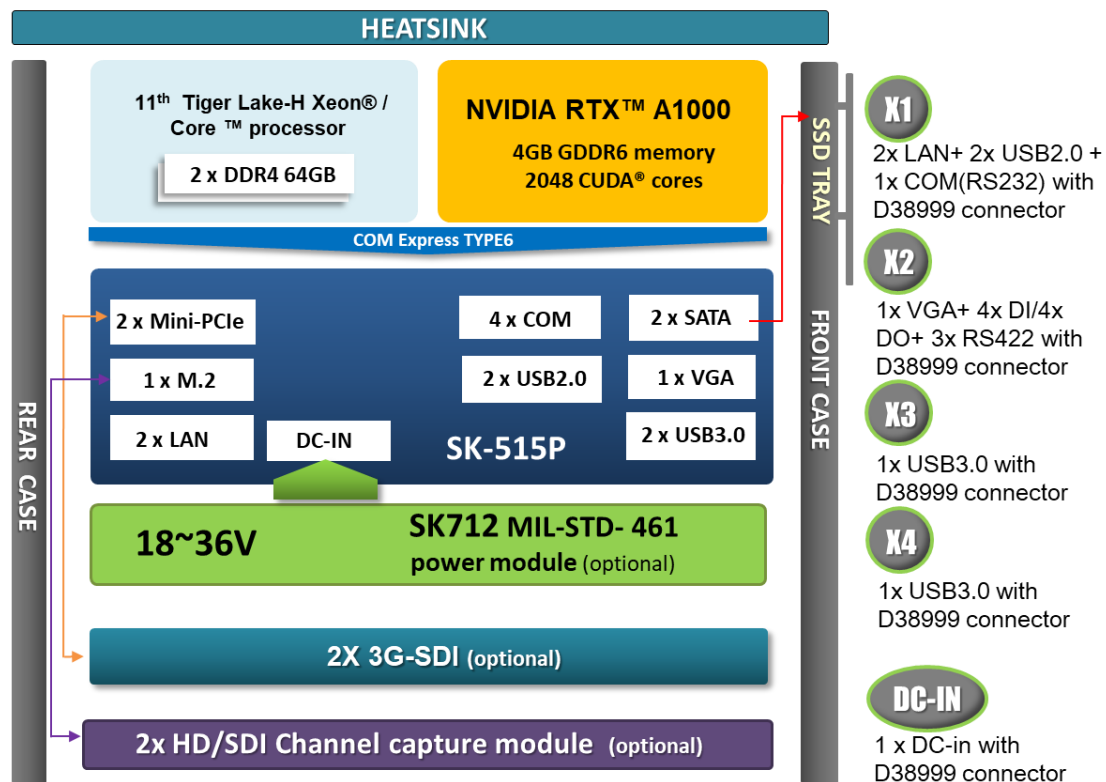 HEATSINK
REAR CASE
11th Tiger Lake-H Xeon® /
Core ™ processor
2 x DDR4 64GB
NVIDIA RTX™ A1000
4GB GDDR6 memory
2048 CUDA® cores
COM Express TYPE6
2 x Mini-PCIe
1 x M.2
2 x LAN
DC-IN
4 x COM
2 x USB2.0
SK-515P
2 x SATA
1 x VGA
2 x USB3.0
18~36V
SK712 MIL-STD- 461
power module (optional)
2X 3G-SDI (optional)
2x HD/SDI Channel capture module (optional)
SSD TRAY
FRONT CASE
X1
2x LAN+ 2x USB2.0 +
1x COM(RS232) with
D38999 connector
X2
1x VGA+ 4x DI/4x
DO+ 3x RS422 with
D38999 connector
X3
1x USB3.0 with
D38999 connector
X4
1x USB3.0 with
D38999 connector
DC-IN
1 x DC-in with
D38999 connector